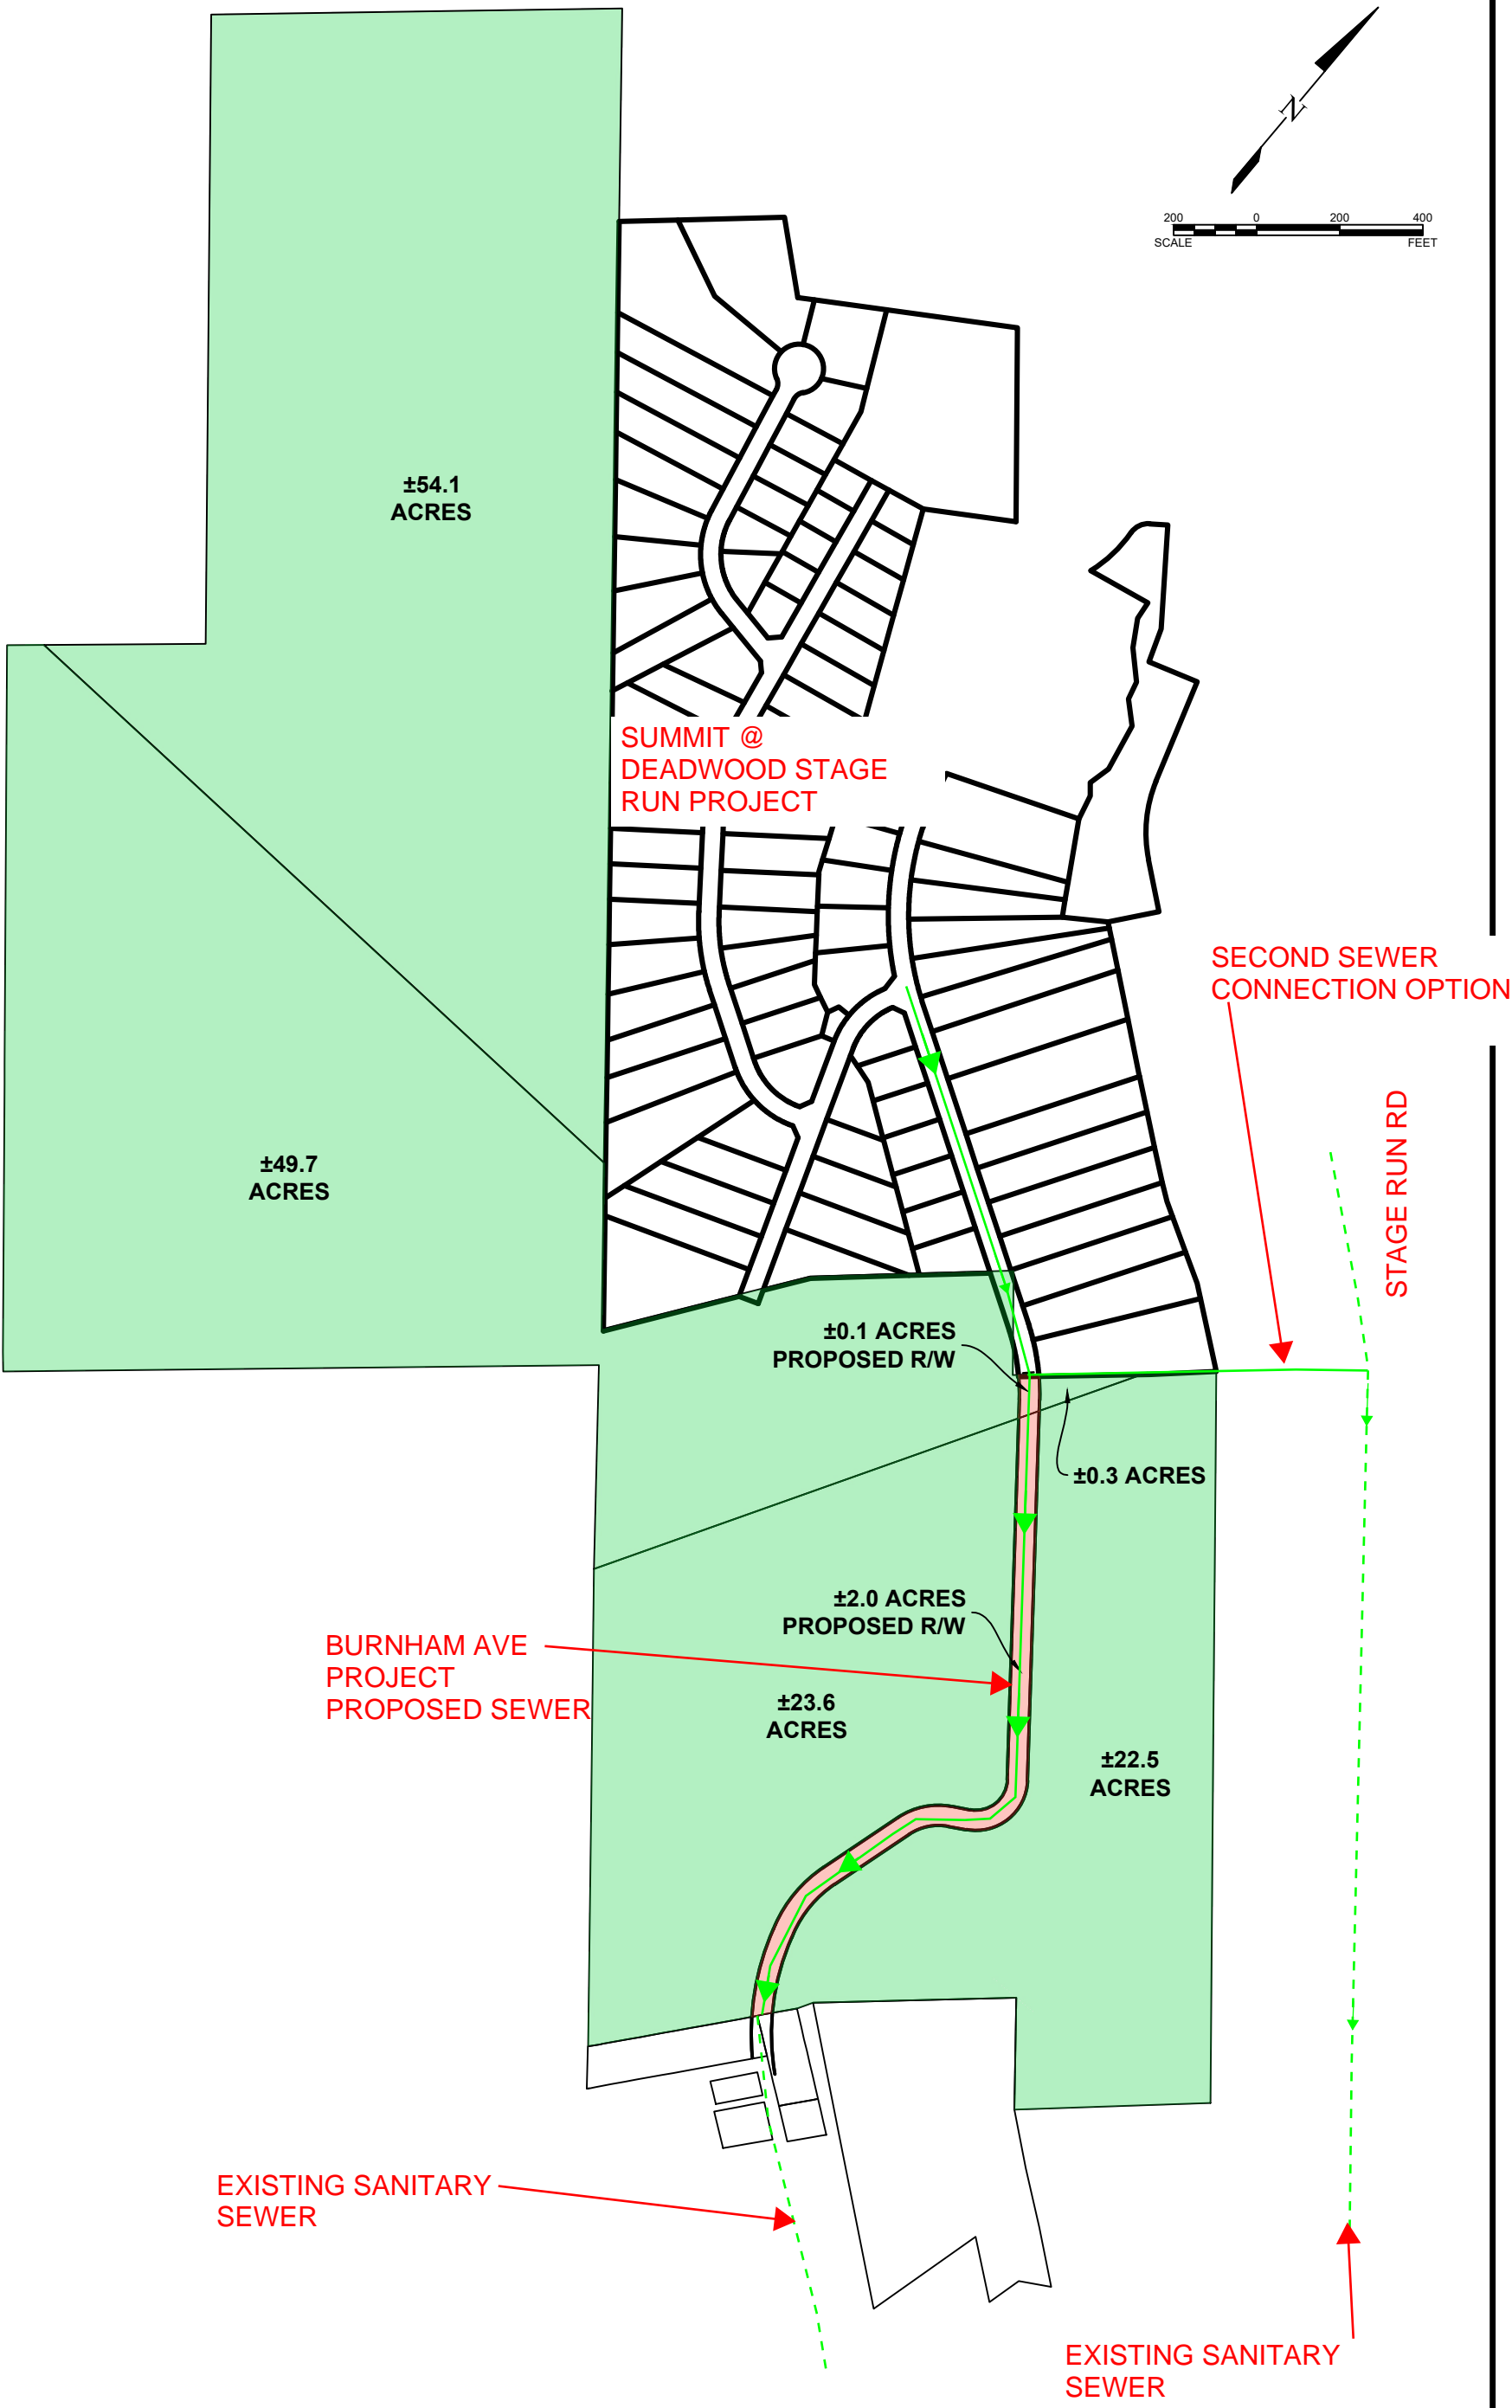 N
200 0 200 400
SCALE FEET
±54.1
ACRES
SUMMIT @
DEADWOOD STAGE
RUN PROJECT
SECOND SEWER
CONNECTION OPTION
STAGE RUN RD
±49.7
ACRES
±0.1 ACRES
PROPOSED R/W
±0.3 ACRES
±2.0 ACRES
PROPOSED R/W
BURNHAM AVE
PROJECT
PROPOSED SEWER
±23.6
ACRES
±22.5
ACRES
EXISTING SANITARY
SEWER
EXISTING SANITARY
SEWER